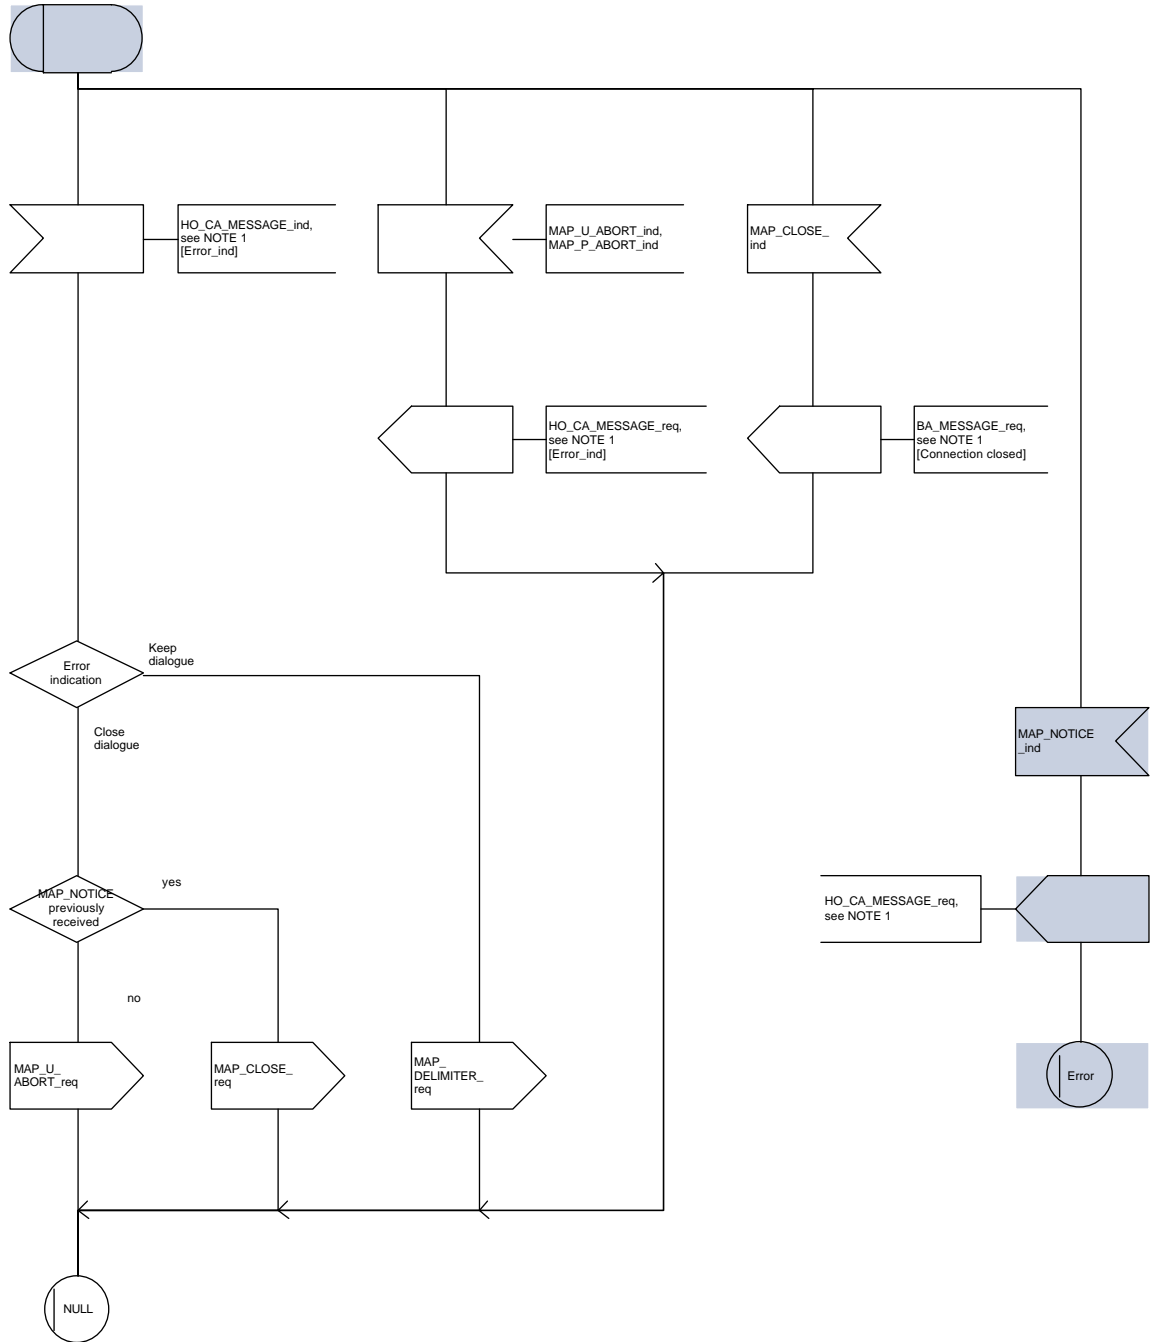 HO_CA_MESSAGE_ind,
see NOTE 1
[Error_ind]
MAP_U_ABORT_ind,
MAP_P_ABORT_ind
MAP_CLOSE_
ind
HO_CA_MESSAGE_req,
see NOTE 1
[Error_ind]
BA_MESSAGE_req,
see NOTE 1
[Connection closed]
Error
indication
Keep
dialogue
Close
dialogue
MAP_NOTICE
_ind
MAP_NOTICE
previously
received
yes
HO_CA_MESSAGE_req,
see NOTE 1
no
MAP_U_
ABORT_req
MAP_CLOSE_
req
MAP_
DELIMITER_
req
Error
NULL